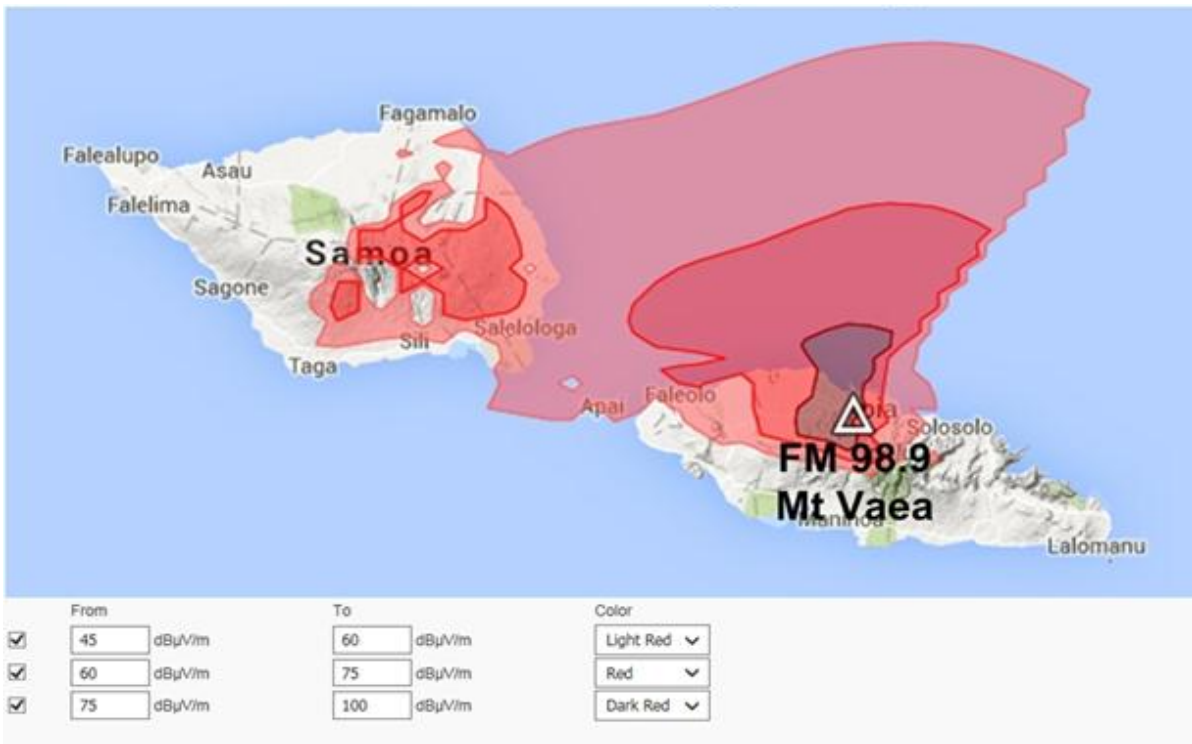 Fagamalo
Falealupo
Asau
Falelima
Samoa
Sagone
Salelologa
Sili
Taga
Apai
Faleolo
Solosolo
FM 98.9
Mt Vaea
Maninoa
Lalomanu
From To Color
45 dBµV/m 60 dBµV/m Light Red
60 dBµV/m 75 dBµV/m Red
75 dBµV/m 100 dBµV/m Dark Red